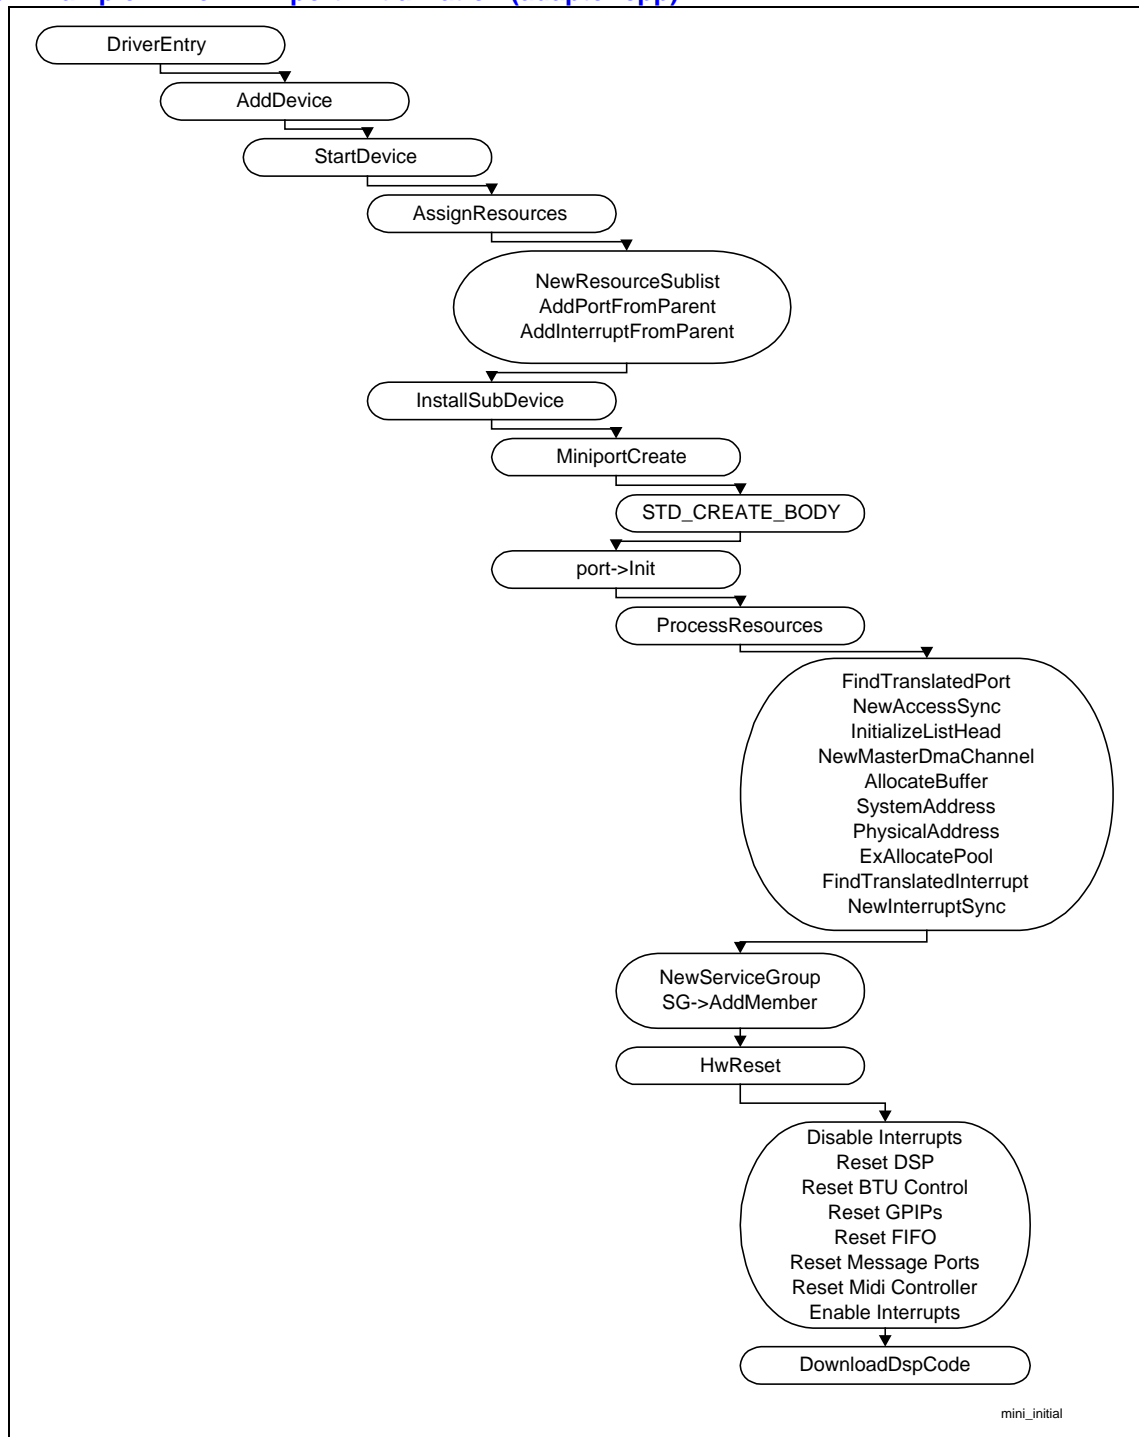 DriverEntry
AddDevice
StartDevice
AssignResources
NewResourceSublist
AddPortFromParent
AddInterruptFromParent
InstallSubDevice
MiniportCreate
STD_CREATE_BODY
port->Init
ProcessResources
FindTranslatedPort
NewAccessSync
InitializeListHead
NewMasterDmaChannel
AllocateBuffer
SystemAddress
PhysicalAddress
ExAllocatePool
FindTranslatedInterrupt
NewInterruptSync
NewServiceGroup
SG->AddMember
HwReset
Disable Interrupts
Reset DSP
Reset BTU Control
Reset GPIPs
Reset FIFO
Reset Message Ports
Reset Midi Controller
Enable Interrupts
DownloadDspCode
mini_initial